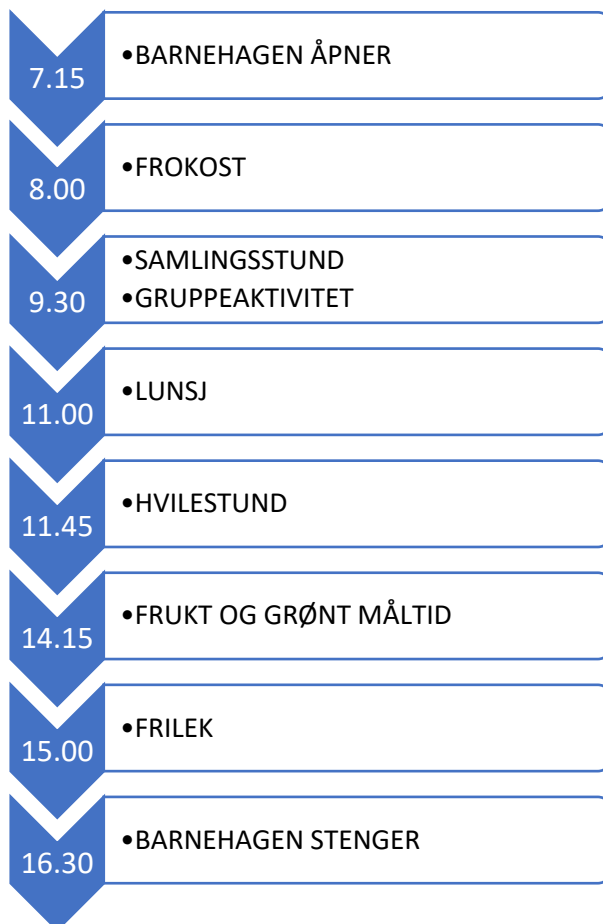 7.15
•BARNEHAGEN ÅPNER
8.00
•FROKOST
9.30
•SAMLINGSSTUND
•GRUPPEAKTIVITET
11.00
•LUNSJ
11.45
•HVILESTUND
14.15
•FRUKT OG GRØNT MÅLTID
15.00
•FRILEK
16.30
•BARNEHAGEN STENGER